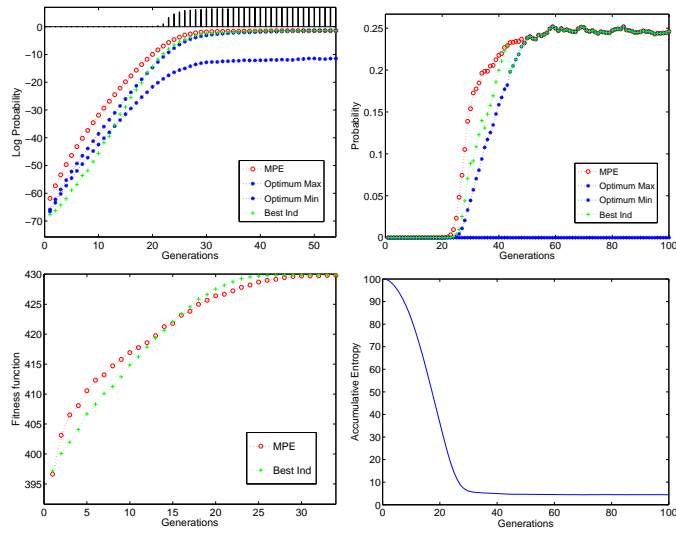 10
0
−10
−20
−30
−40
−50
−60
−70
Log Probability
0 10 20 30 40 50
Generations
MPE
Optimum Max
Optimum Min
Best Ind
0.25
0.2
0.15
0.1
0.05
0
Probability
0 20 40 60 80 100
Generations
MPE
Optimum Max
Optimum Min
Best Ind
430
425
420
415
410
405
400
395
Fitness function
0 5 10 15 20 25 30
Generations
MPE
Best Ind
100
90
80
70
60
50
40
30
20
10
0
Accumulative Entropy
0 20 40 60 80 100
Generations